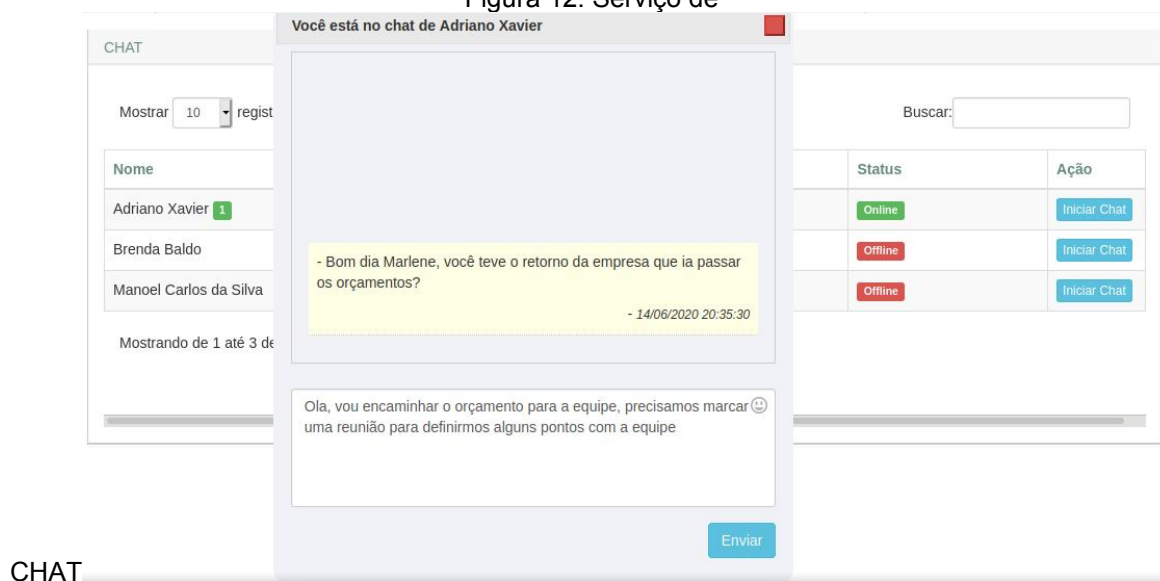 Figura 12: Serviço de
Você está no chat de Adriano Xavier
CHAT
Mostrar 10 regist
Buscar:
Nome Status Ação
Adriano Xavier 1 Online Iniciar Chat
Brenda Baldo Offline Iniciar Chat
Manoel Carlos da Silva Offline Iniciar Chat
- Bom dia Marlene, você teve o retorno da empresa que ia passar
os orçamentos?
- 14/06/2020 20:35:30
Mostrando de 1 até 3 de
Ola, vou encaminhar o orçamento para a equipe, precisamos marcar
uma reunião para definirmos alguns pontos com a equipe
Enviar
CHAT